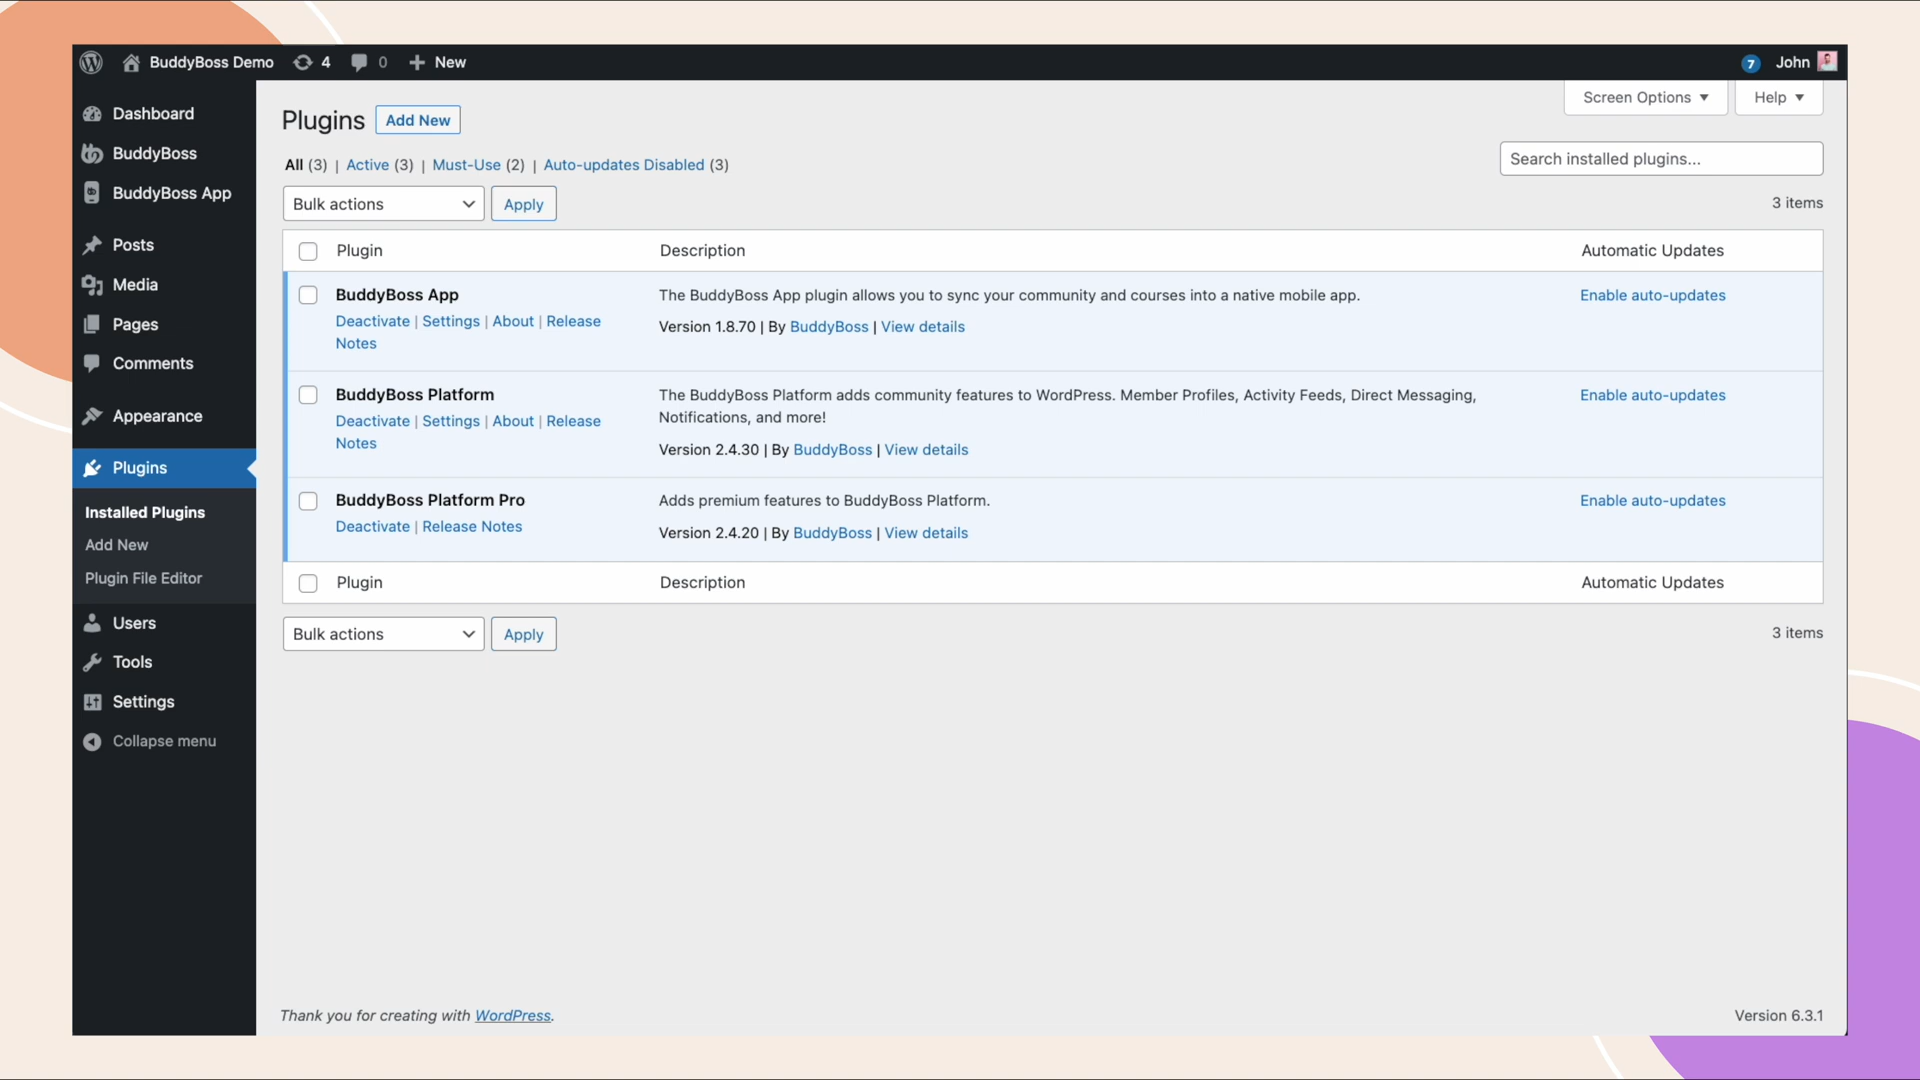 BuddyBoss Demo 4 0 New 7 John
Dashboard
BuddyBoss
BuddyBoss App
Posts
Media
Pages
Comments
Appearance
Plugins
Installed Plugins
Add New
Plugin File Editor
Users
Tools
Settings
Collapse menu
Screen Options Help
Plugins Add New
All (3) | Active (3) | Must-Use (2) | Auto-updates Disabled (3)
Search installed plugins...
Bulk actions Apply
3 items
Plugin Description Automatic Updates
BuddyBoss App
Deactivate | Settings | About | Release
Notes
The BuddyBoss App plugin allows you to sync your community and courses into a native mobile app.
Version 1.8.70 | By BuddyBoss | View details
Enable auto-updates
BuddyBoss Platform
Deactivate | Settings | About | Release
Notes
The BuddyBoss Platform adds community features to WordPress. Member Profiles, Activity Feeds, Direct Messaging,
Notifications, and more!
Version 2.4.30 | By BuddyBoss | View details
Enable auto-updates
BuddyBoss Platform Pro
Deactivate | Release Notes
Adds premium features to BuddyBoss Platform.
Version 2.4.20 | By BuddyBoss | View details
Enable auto-updates
Plugin Description Automatic Updates
Bulk actions Apply
3 items
Thank you for creating with WordPress.
Version 6.3.1